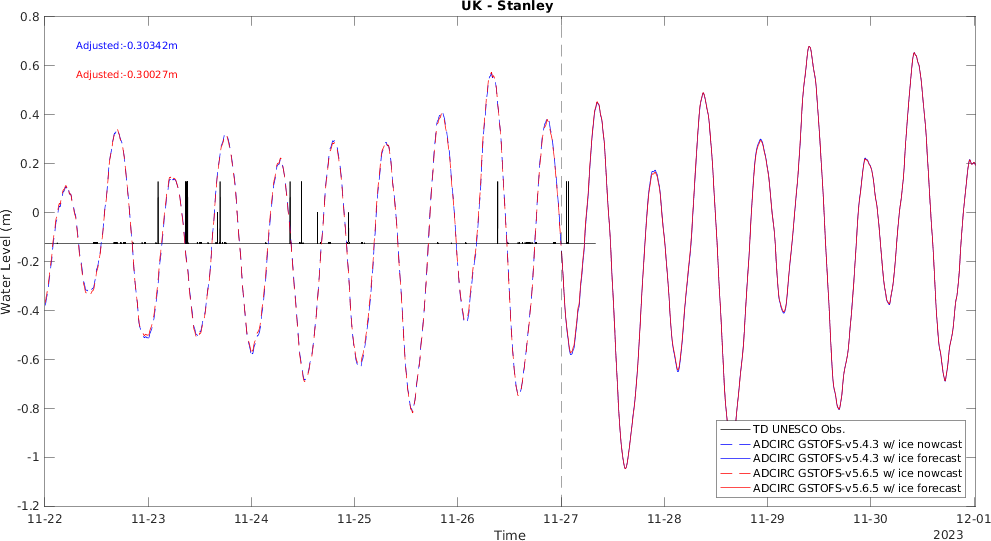 UK - Stanley
Adjusted:-0.30342m
Adjusted:-0.30027m
0.8
0.6
0.4
0.2
0
-0.2
-0.4
-0.6
-0.8
-1
-1.2
Water Level (m)
TD UNESCO Obs.
ADCIRC GSTOFS-v5.4.3 w/ ice nowcast
ADCIRC GSTOFS-v5.4.3 w/ ice forecast
ADCIRC GSTOFS-v5.6.5 w/ ice nowcast
ADCIRC GSTOFS-v5.6.5 w/ ice forecast
11-22 11-23 11-24 11-25 11-26 11-27 11-28 11-29 11-30 12-01
Time
2023